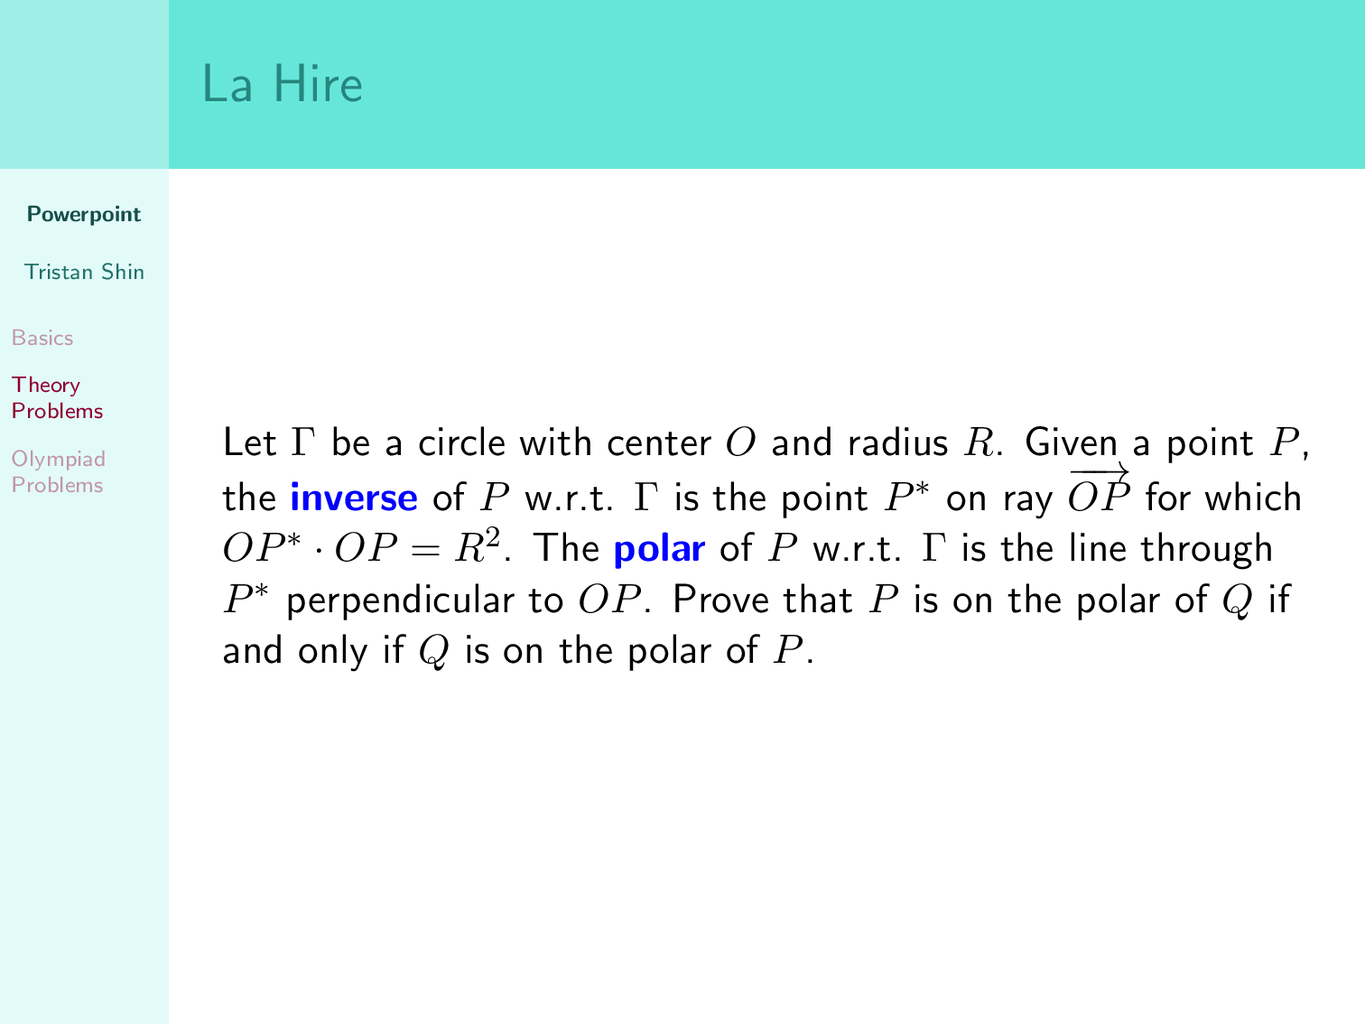 La Hire
Powerpoint
Tristan Shin
Basics
Theory
Problems
Olympiad
Problems
Let Γ be a circle with center O and radius R. Given a point P,
the inverse of P w.r.t. Γ is the point P* on ray \overrightarrow{OP} for which
OP* · OP = R². The polar of P w.r.t. Γ is the line through
P* perpendicular to OP. Prove that P is on the polar of Q if
and only if Q is on the polar of P.